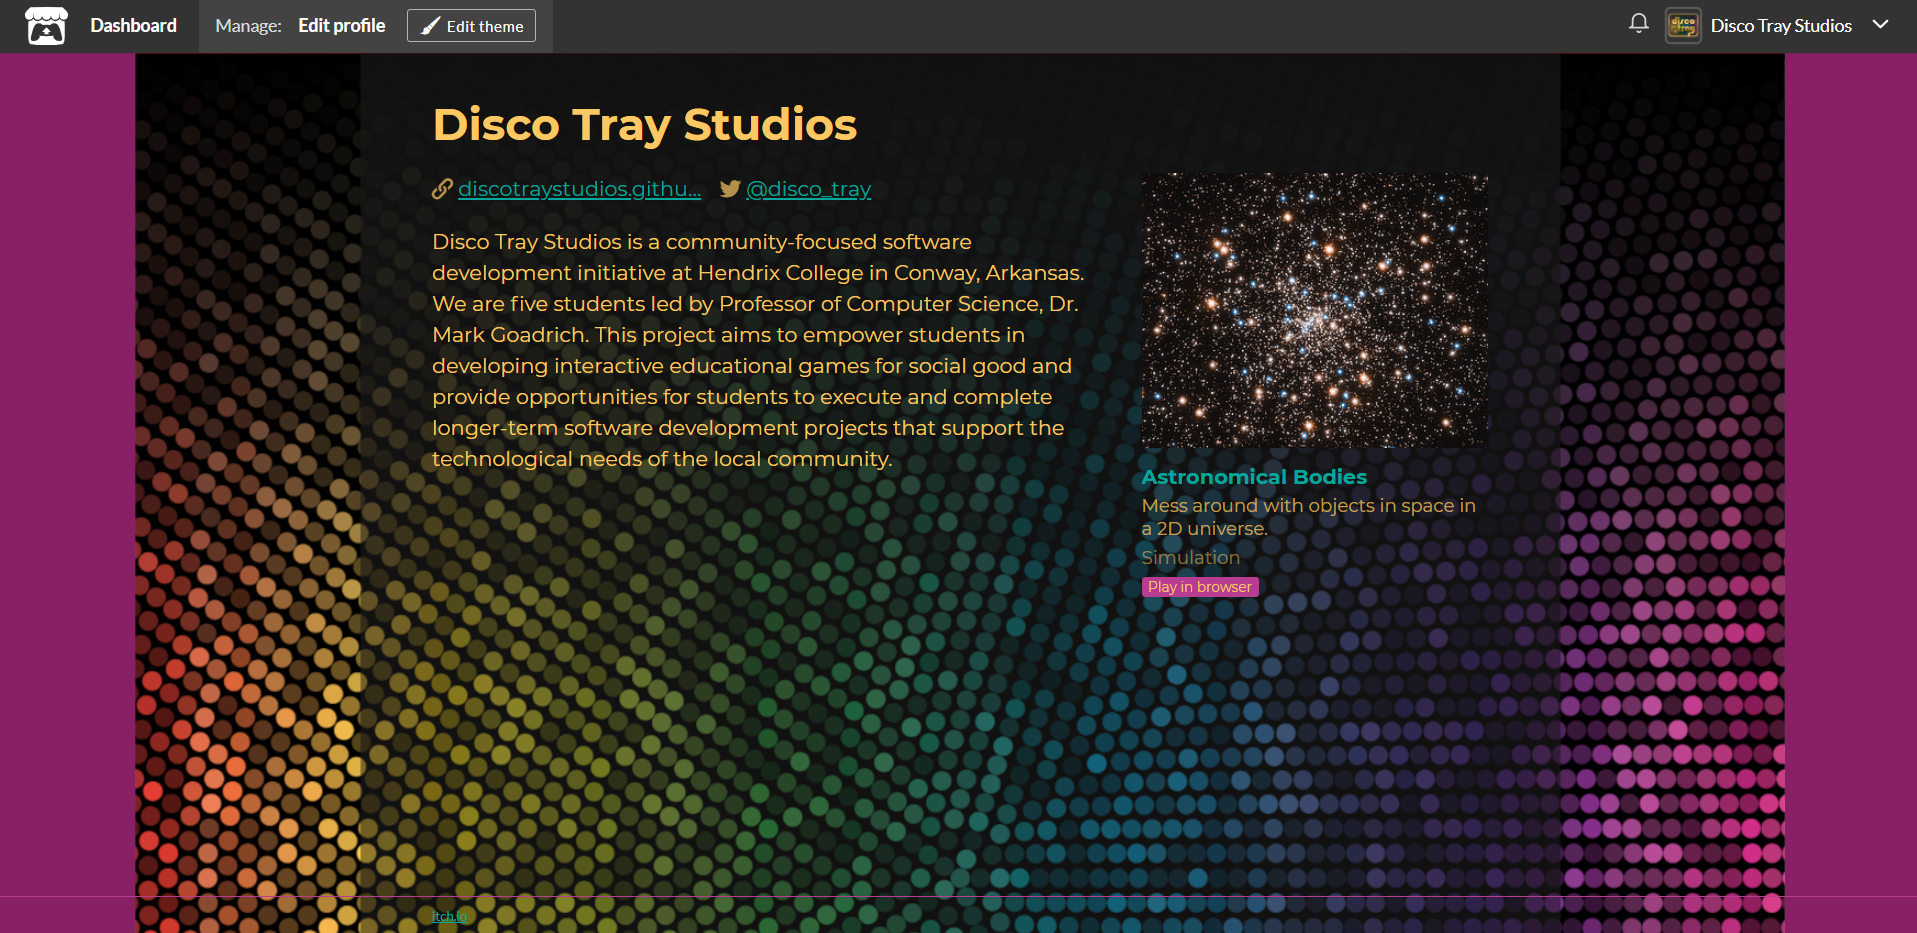 Dashboard
Manage: Edit profile Edit theme
disco tray
Disco Tray Studios
Disco Tray Studios
discotraystudios.githu... @disco_tray
Disco Tray Studios is a community-focused software
development initiative at Hendrix College in Conway, Arkansas.
We are five students led by Professor of Computer Science, Dr.
Mark Goadrich. This project aims to empower students in
developing interactive educational games for social good and
provide opportunities for students to execute and complete
longer-term software development projects that support the
technological needs of the local community.
Astronomical Bodies
Mess around with objects in space in
a 2D universe.
Simulation
Play in browser
itch.io